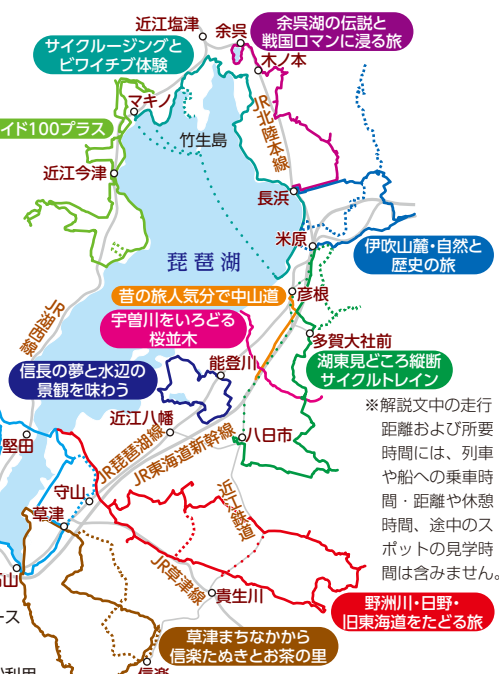 近江塩津
余呉
余呉湖の伝説と
戦国ロマンに浸る旅
サイクルージングと
ビワイチブ体験
木ノ本
マキノ
JR北陸本線
イド100プラス
竹生島
近江今津
長浜
米原
伊吹山麓・自然と
歴史の旅
琵琶湖
昔の旅人気分で中山道
彦根
JR湖西線
宇曽川をいろどる
桜並木
多賀大社前
湖東見どころ縦断
サイクルトレイン
能登川
信長の夢と水辺の
景観を味わう
※解説文中の走行
距離および所要
時間には、列車
や船への乗車時
間・距離や休憩
時間、途中のス
ポットの見学時
間は含みません。
近江八幡
堅田
JR琵琶湖線
JR東海道新幹線
八日市
守山
近江鉄道
草津
JR草津線
石山
貴生川
野洲川・日野・
旧東海道をたどる旅
ース
草津まちなかから
信楽たぬきとお茶の里
信楽
利用